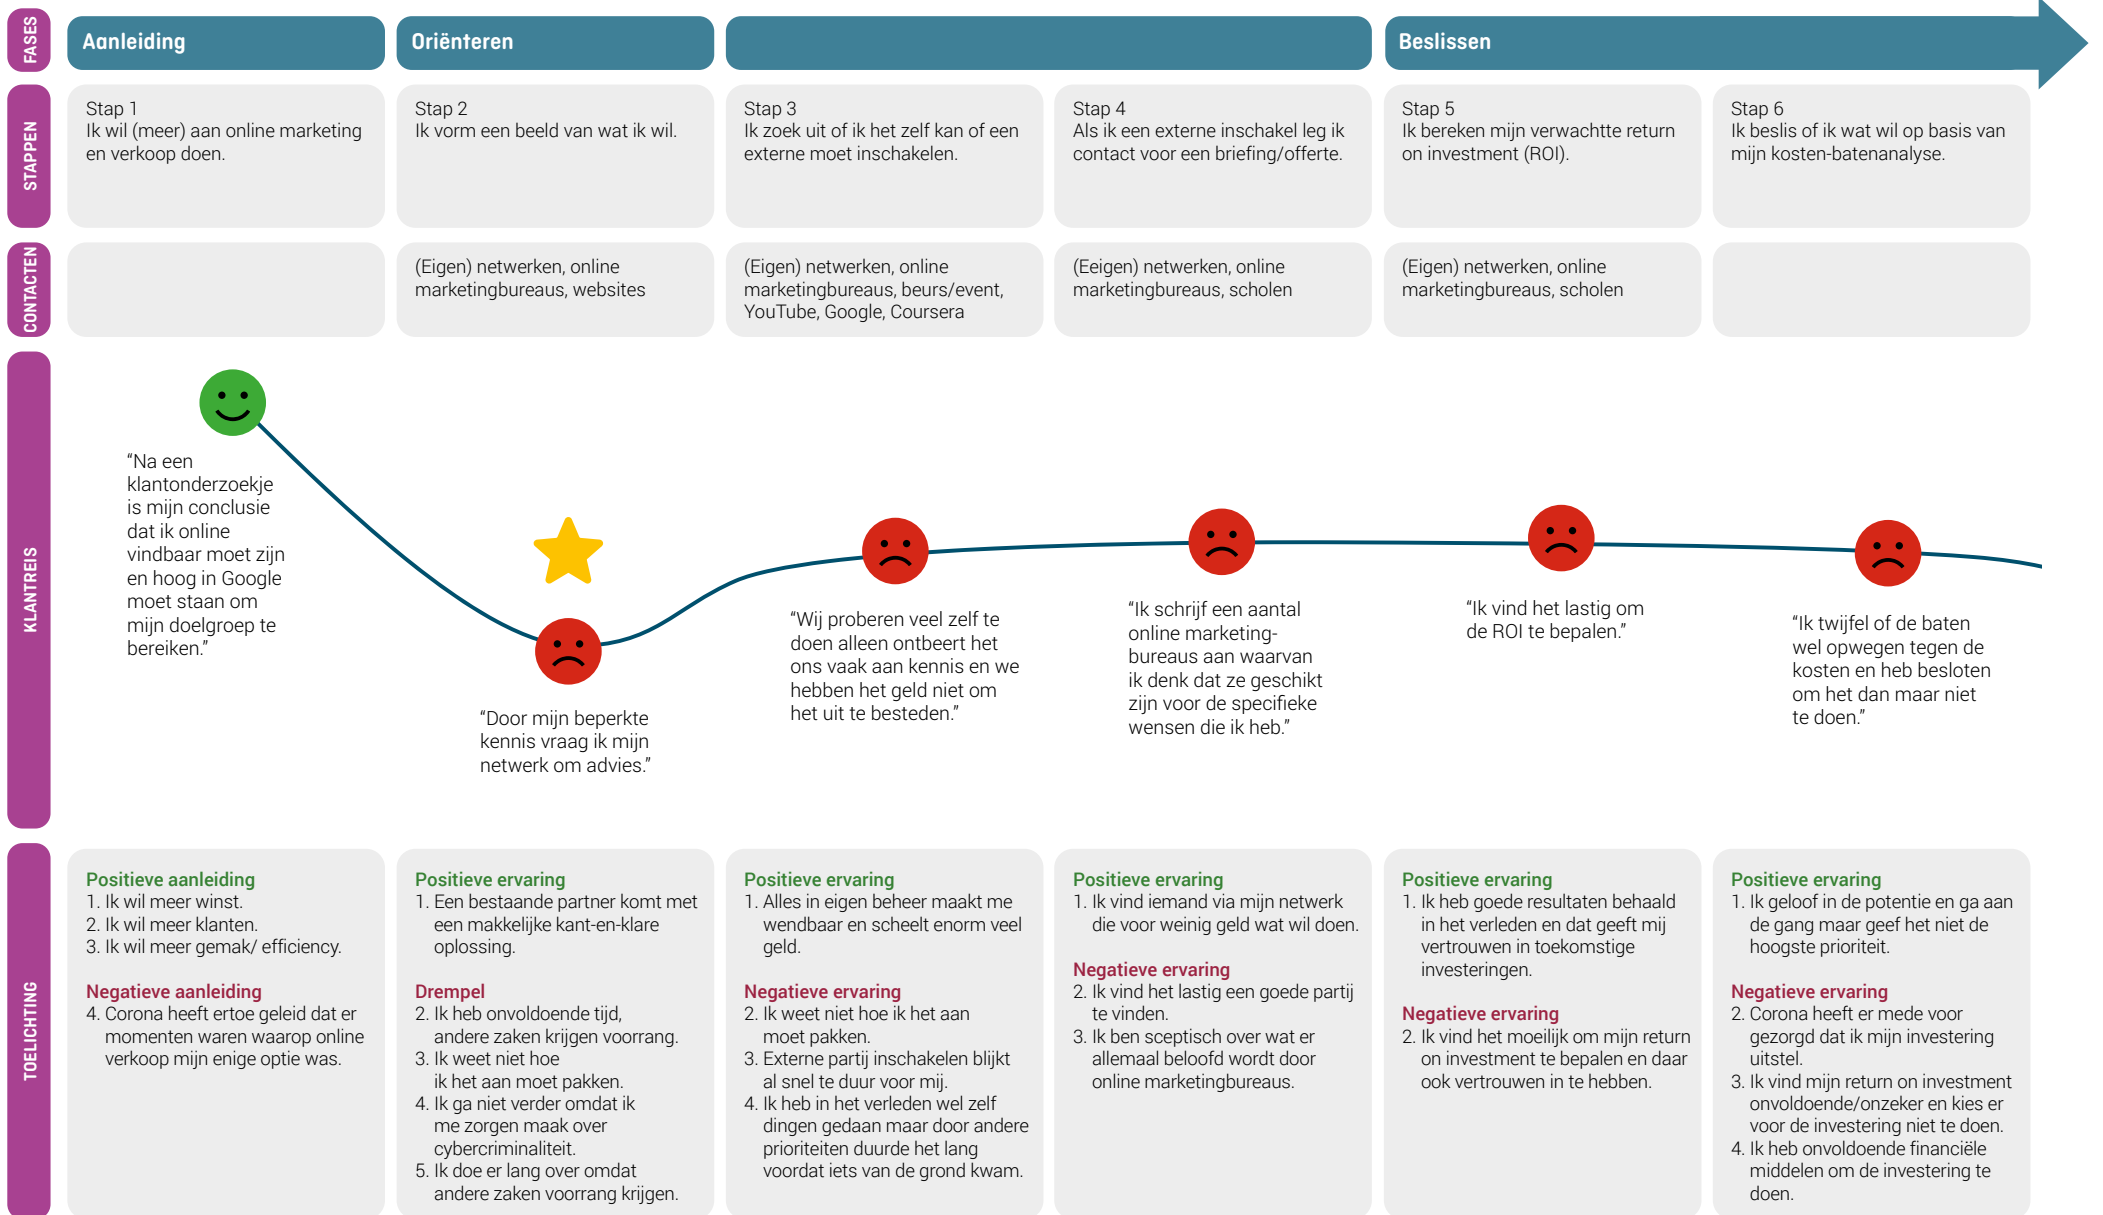 FASES
Aanleiding
Oriënteren
Beslissen
STAPPEN
Stap 1
Ik wil (meer) aan online marketing
en verkoop doen.
Stap 2
Ik vorm een beeld van wat ik wil.
Stap 3
Ik zoek uit of ik het zelf kan of een
externe moet inschakelen.
Stap 4
Als ik een externe inschakel leg ik
contact voor een briefing/offerte.
Stap 5
Ik bereken mijn verwachtte return
on investment (ROI).
Stap 6
Ik beslis of ik wat wil op basis van
mijn kosten-batenanalyse.
CONTACTEN
(Eigen) netwerken, online
marketingbureaus, websites
(Eigen) netwerken, online
marketingbureaus, beurs/event,
YouTube, Google, Coursera
(Eeigen) netwerken, online
marketingbureaus, scholen
(Eigen) netwerken, online
marketingbureaus, scholen
KLANTREIS
“Na een
klantonderzoekje
is mijn conclusie
dat ik online
vindbaar moet zijn
en hoog in Google
moet staan om
mijn doelgroep te
bereiken.”
“Door mijn beperkte
kennis vraag ik mijn
netwerk om advies.”
“Wij proberen veel zelf te
doen alleen ontbeert het
ons vaak aan kennis en we
hebben het geld niet om
het uit te besteden.”
“Ik schrijf een aantal
online marketing-
bureaus aan waarvan
ik denk dat ze geschikt
zijn voor de specifieke
wensen die ik heb.”
“Ik vind het lastig om
de ROI te bepalen.”
“Ik twijfel of de baten
wel opwegen tegen de
kosten en heb besloten
om het dan maar niet
te doen.”
TOELICHTING
Positieve aanleiding
1. Ik wil meer winst.
2. Ik wil meer klanten.
3. Ik wil meer gemak/ efficiency.
Negatieve aanleiding
4. Corona heeft ertoe geleid dat er
momenten waren waarop online
verkoop mijn enige optie was.
Positieve ervaring
1. Een bestaande partner komt met
een makkelijke kant-en-klare
oplossing.
Drempel
2. Ik heb onvoldoende tijd,
andere zaken krijgen voorrang.
3. Ik weet niet hoe
ik het aan moet pakken.
4. Ik ga niet verder omdat ik
me zorgen maak over
cybercriminaliteit.
5. Ik doe er lang over omdat
andere zaken voorrang krijgen.
Positieve ervaring
1. Alles in eigen beheer maakt me
wendbaar en scheelt enorm veel
geld.
Negatieve ervaring
2. Ik weet niet hoe ik het aan
moet pakken.
3. Externe partij inschakelen blijkt
al snel te duur voor mij.
4. Ik heb in het verleden wel zelf
dingen gedaan maar door andere
prioriteiten duurde het lang
voordat iets van de grond kwam.
Positieve ervaring
1. Ik vind iemand via mijn netwerk
die voor weinig geld wat wil doen.
Negatieve ervaring
2. Ik vind het lastig een goede partij
te vinden.
3. Ik ben sceptisch over wat er
allemaal beloofd wordt door
online marketingbureaus.
Positieve ervaring
1. Ik heb goede resultaten behaald
in het verleden en dat geeft mij
vertrouwen in toekomstige
investeringen.
Negatieve ervaring
2. Ik vind het moeilijk om mijn return
on investment te bepalen en daar
ook vertrouwen in te hebben.
Positieve ervaring
1. Ik geloof in de potentie en ga aan
de gang maar geef het niet de
hoogste prioriteit.
Negatieve ervaring
2. Corona heeft er mede voor
gezorgd dat ik mijn investering
uitstel.
3. Ik vind mijn return on investment
onvoldoende/onzeker en kies er
voor de investering niet te doen.
4. Ik heb onvoldoende financiële
middelen om de investering te
doen.